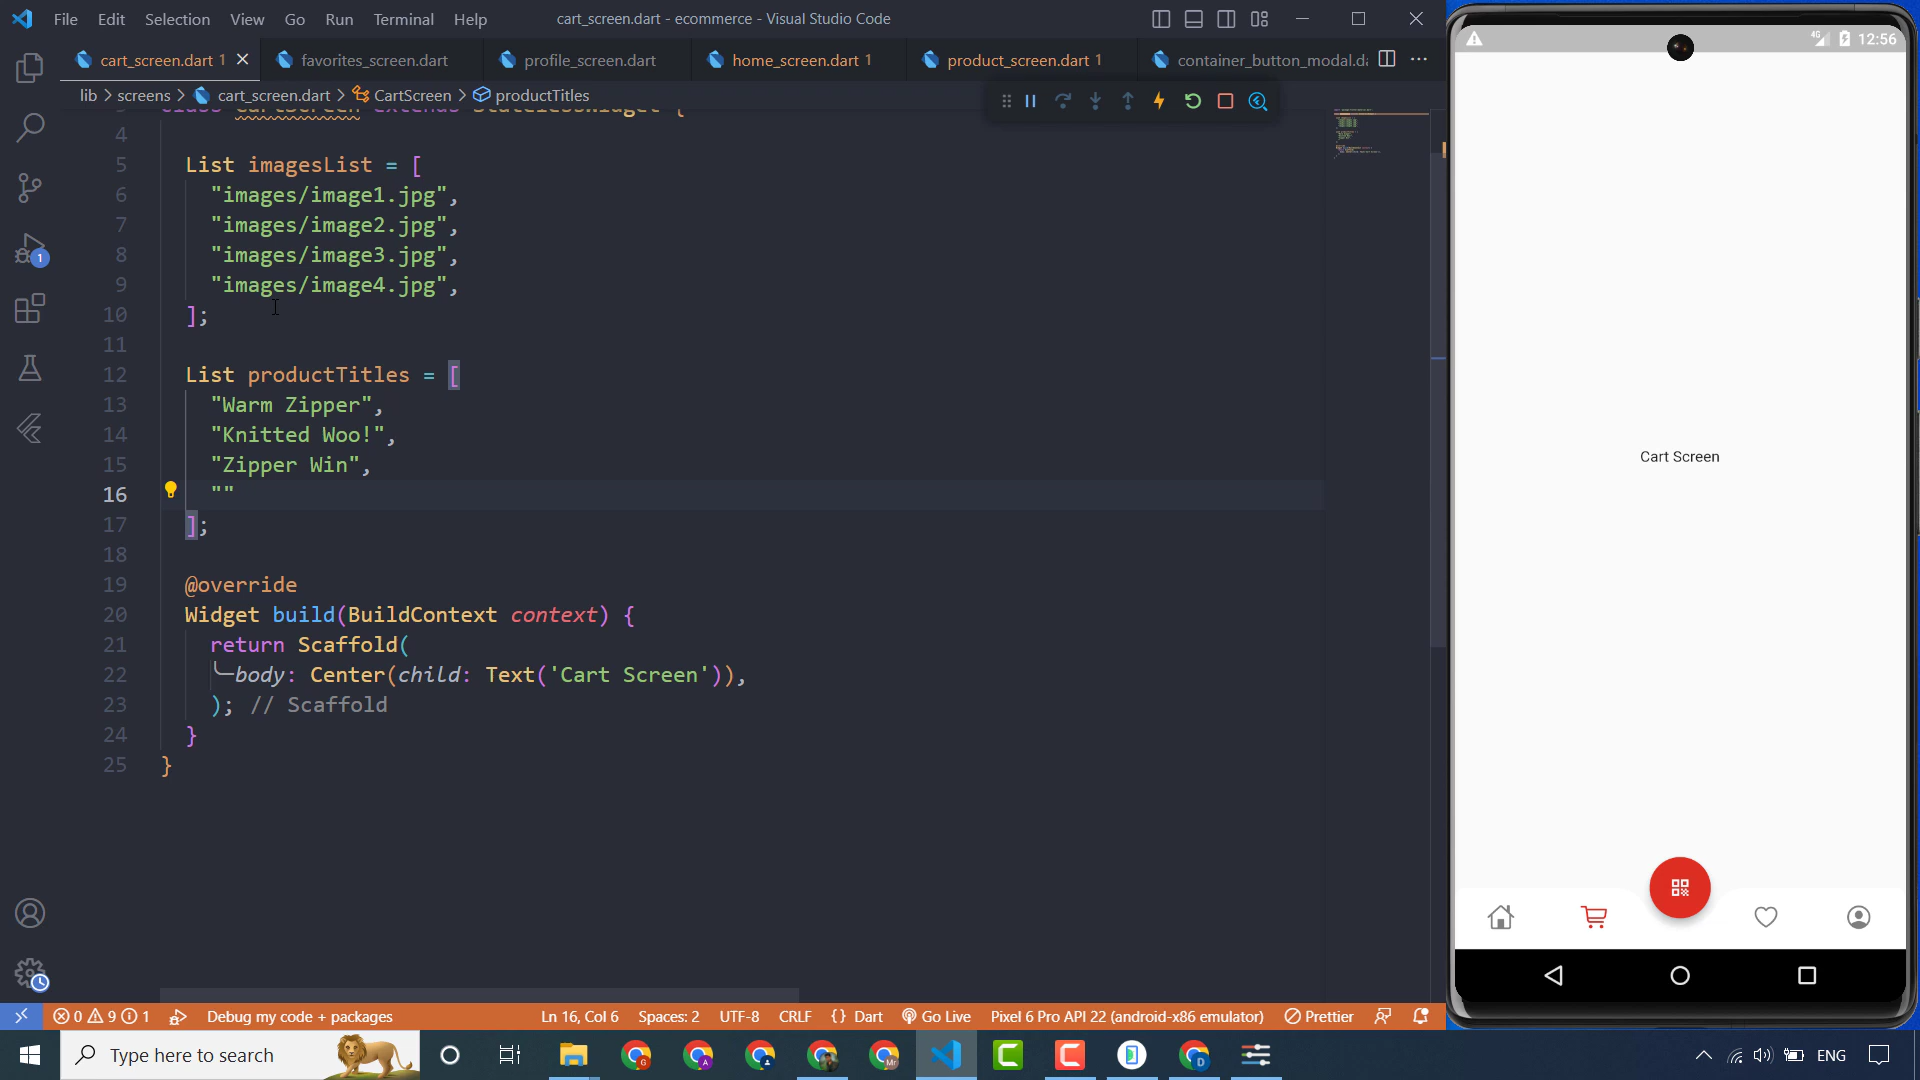 File Edit Selection View Go Run Terminal Help
cart_screen.dart - ecommerce - Visual Studio Code
cart_screen.dart 1
favorites_screen.dart
profile_screen.dart
home_screen.dart 1
product_screen.dart 1
container_button_modal.d
lib > screens > cart_screen.dart > CartScreen > productTitles
class CartScreen extends StatelessWidget {
4
5 List imagesList = [
6 "images/image1.jpg",
7 "images/image2.jpg",
8 "images/image3.jpg",
9 "images/image4.jpg",
10 ];
11
12 List productTitles = [
13 "Warm Zipper",
14 "Knitted Woo!",
15 "Zipper Win",
16 ""
17 ];
18
19 @override
20 Widget build(BuildContext context) {
21 return Scaffold(
22 body: Center(child: Text('Cart Screen')),
23 ); // Scaffold
24 }
25 }
1
4G 12:56
Cart Screen
0 9 1 Debug my code + packages Ln 16, Col 6 Spaces: 2 UTF-8 CRLF {} Dart Go Live Pixel 6 Pro API 22 (android-x86 emulator) Prettier
Type here to search
ENG